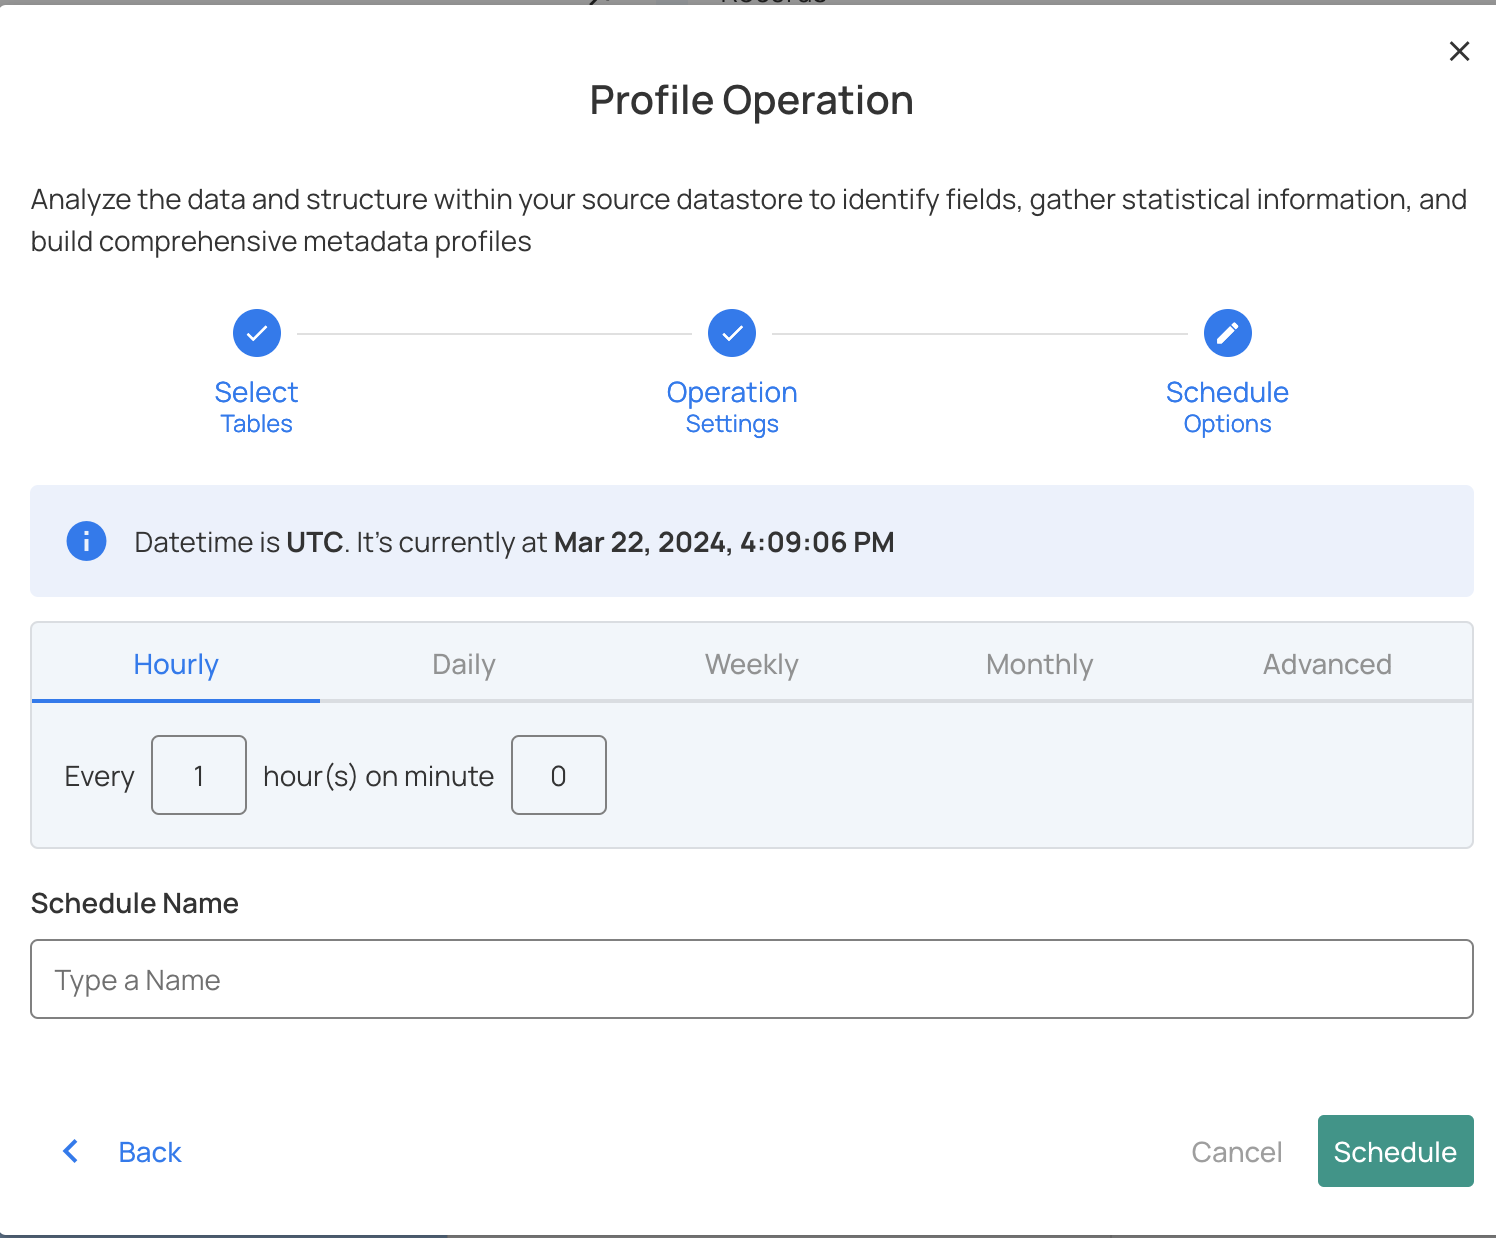 Profile Operation
Analyze the data and structure within your source datastore to identify fields, gather statistical information, and
build comprehensive metadata profiles
Select
Tables
Operation
Settings
Schedule
Options
Datetime is UTC. It's currently at Mar 22, 2024, 4:09:06 PM
Hourly Daily Weekly Monthly Advanced
Every 1 hour(s) on minute 0
Schedule Name
Type a Name
Back Cancel Schedule